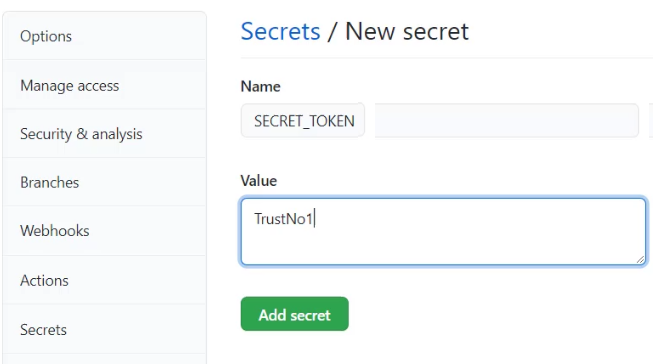 Options
Manage access
Security & analysis
Branches
Webhooks
Actions
Secrets
Secrets / New secret
Name
SECRET_TOKEN
Value
TrustNo1
Add secret